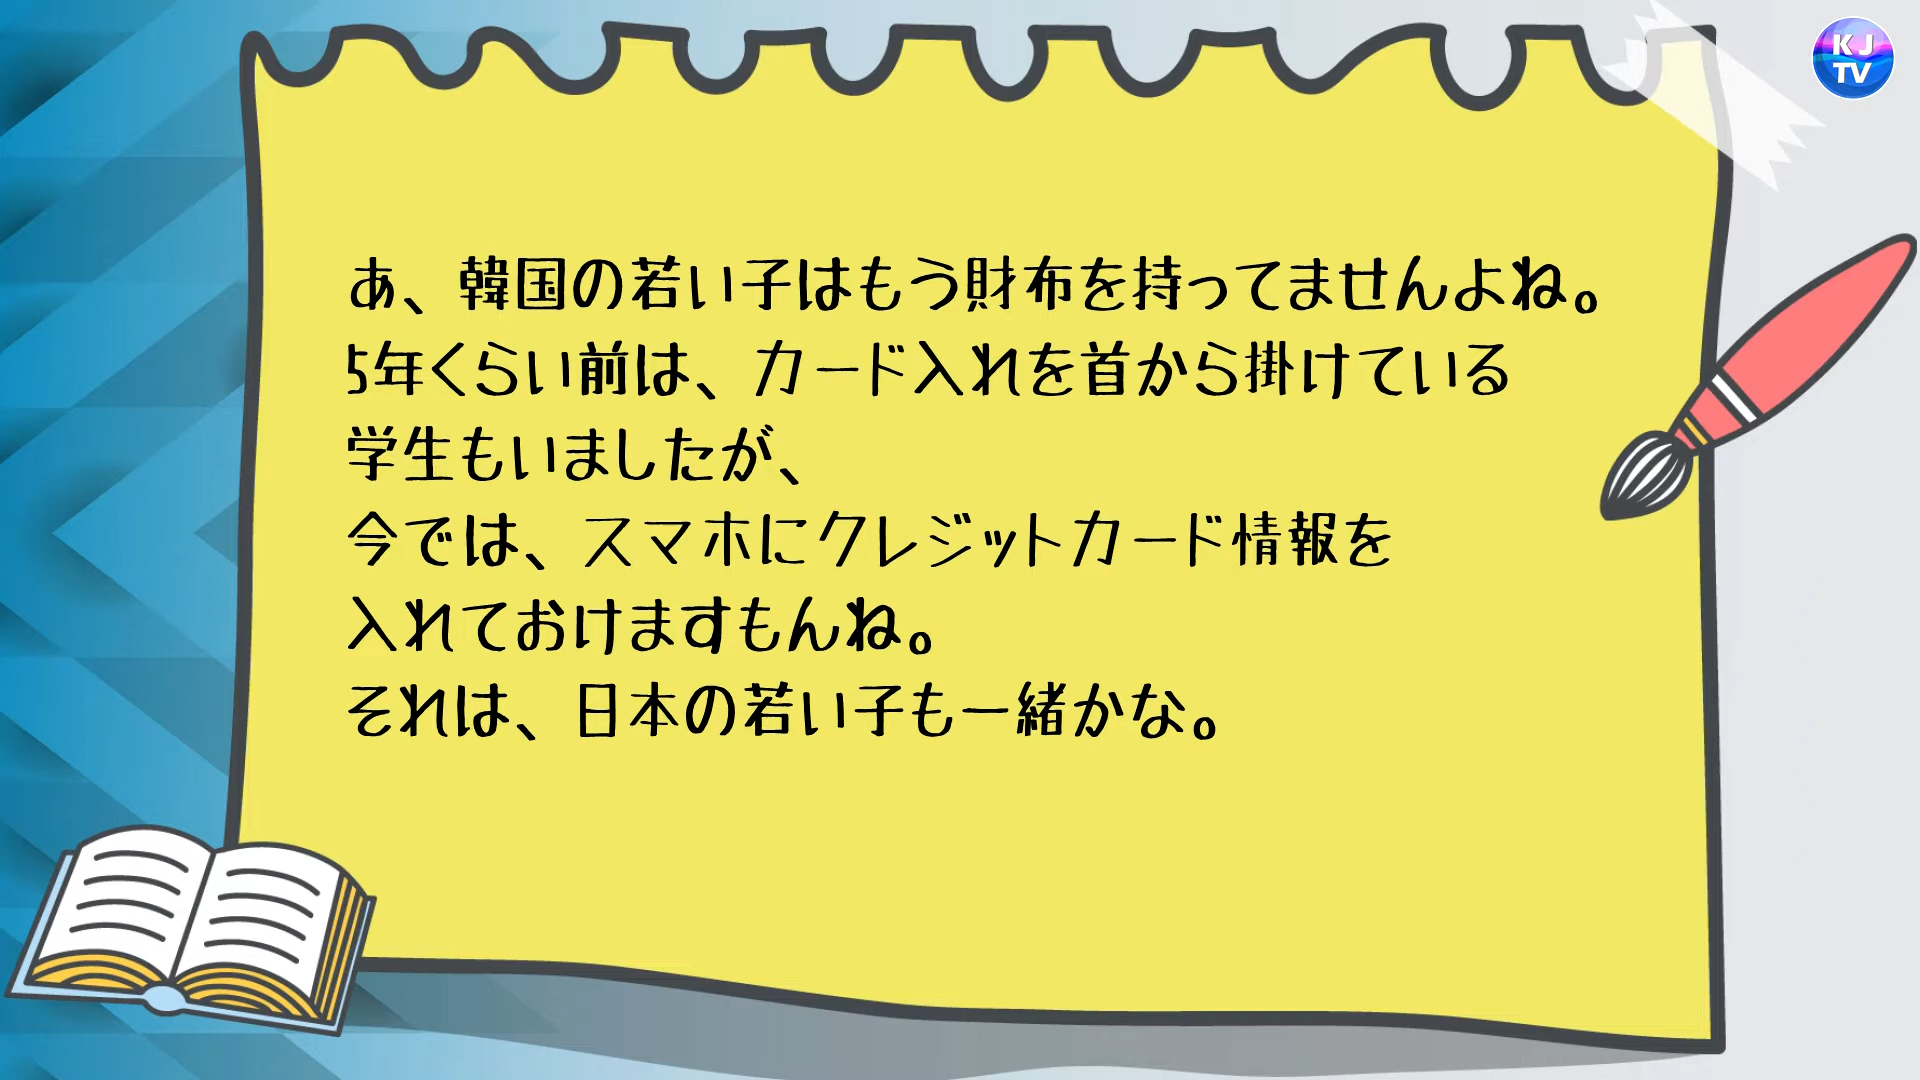 KJ
TV
あ、韓国の若い子はもう財布を持ってませんよね。
5年くらい前は、カード入れを首から掛けている
学生もいましたが、
今では、スマホにクレジットカード情報を
入れておけますもんね。
それは、日本の若い子も一緒かな。